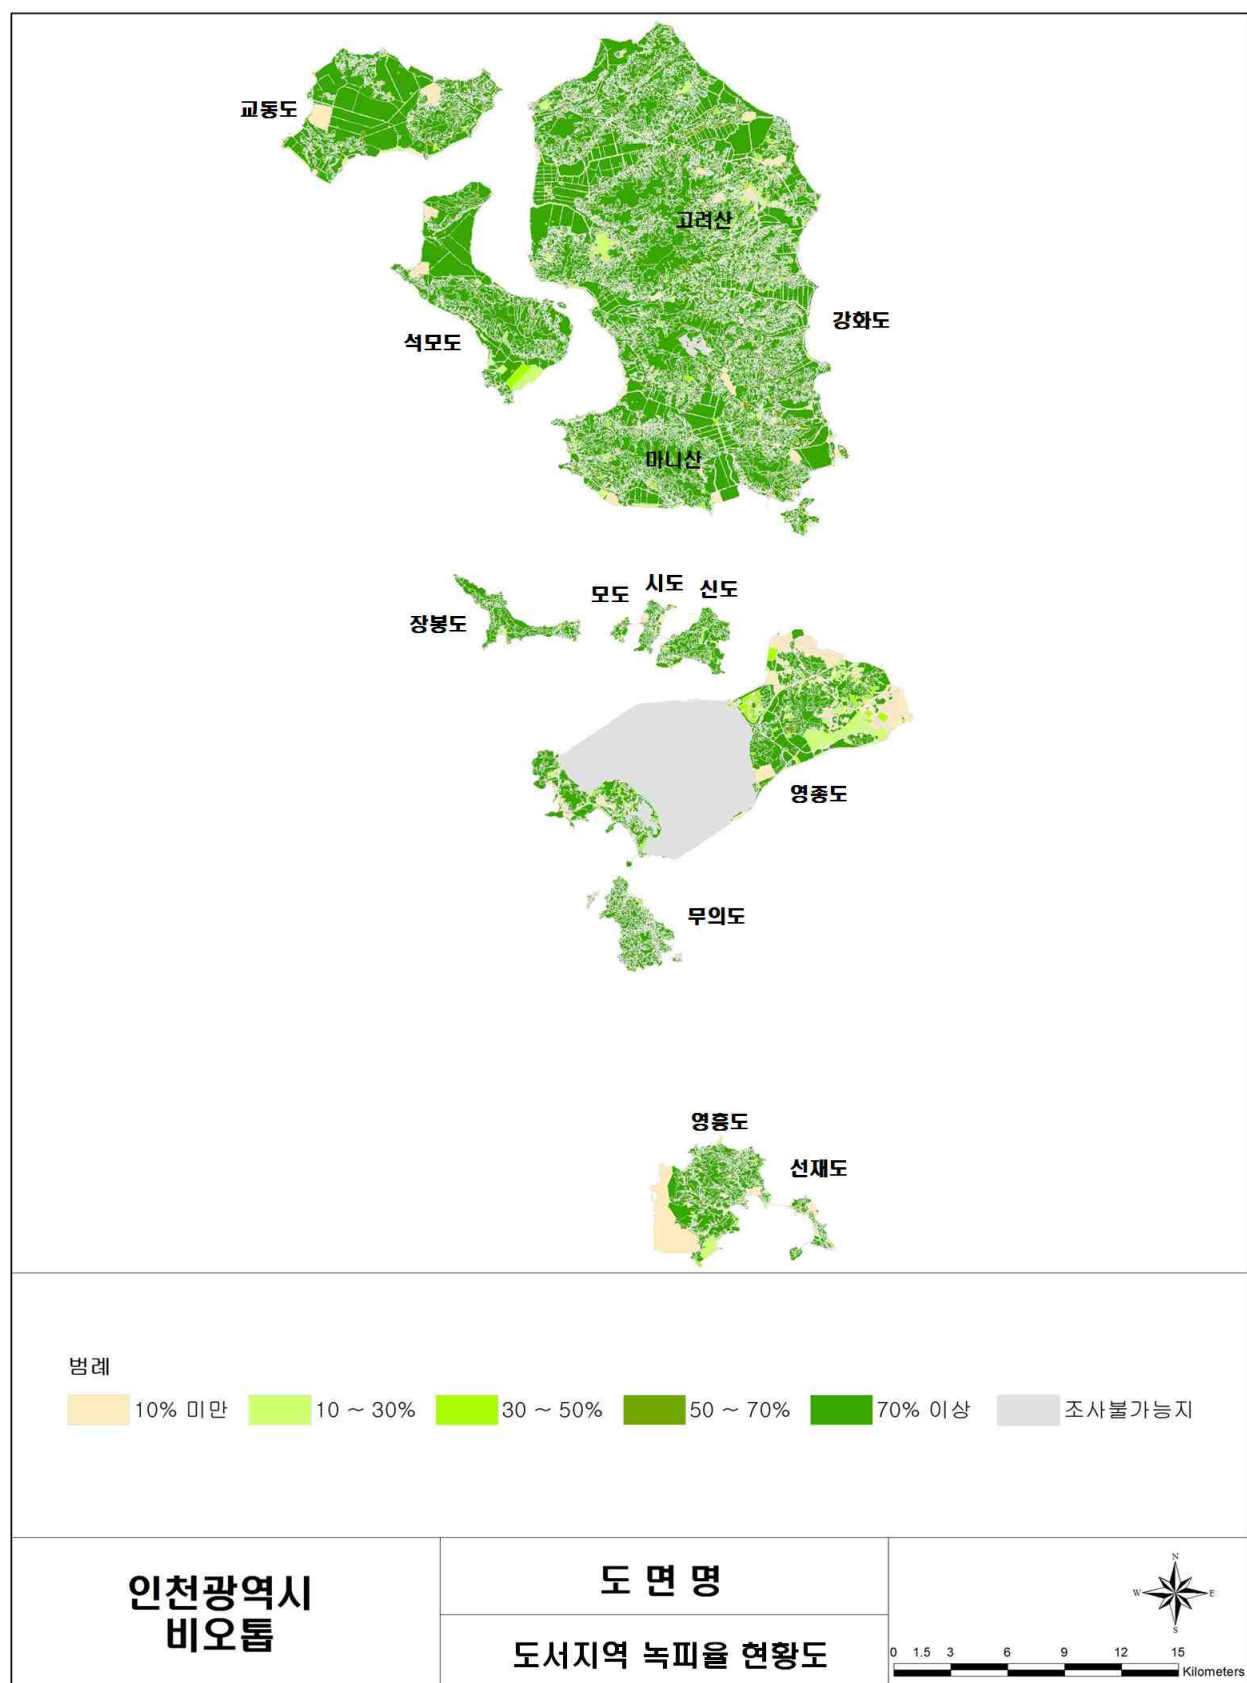 교동도
고려산
강화도
석모도
마니산
장봉도
모도
시도
신도
영종도
무의도
영흥도
선재도
범례
10% 미만
10 ~ 30%
30 ~ 50%
50 ~ 70%
70% 이상
조사불가능지
인천광역시
비오톱
도 면 명
도서지역 녹피율 현황도
N
W
E
S
0 1.5 3 6 9 12 15
Kilometers